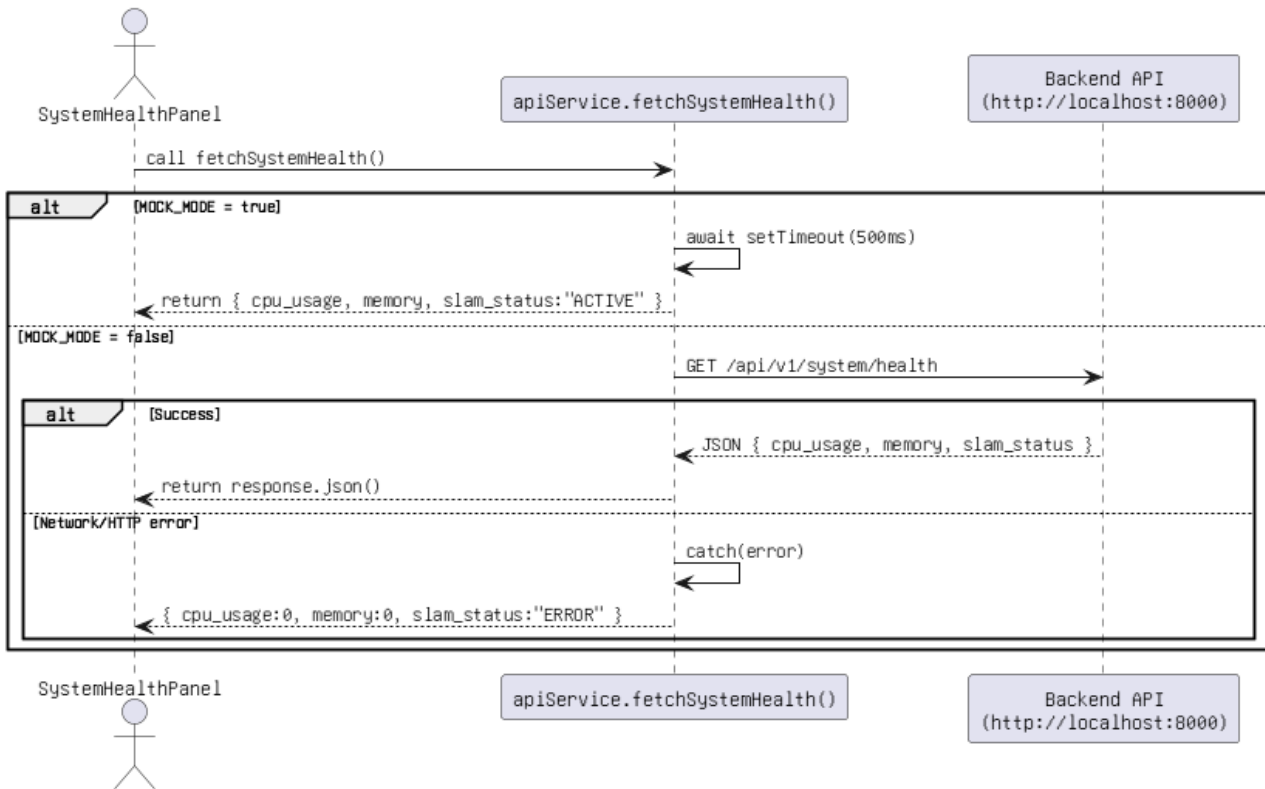 SystemHealthPanel
apiService.fetchSystemHealth()
Backend API
(http://localhost:8000)
call fetchSystemHealth()
alt
[MOCK_MODE = true]
await setTimeout(500ms)
return { cpu_usage, memory, slam_status:"ACTIVE" }
[MOCK_MODE = false]
GET /api/v1/system/health
alt
[Success]
JSON { cpu_usage, memory, slam_status }
return response.json()
[Network/HTTP error]
catch(error)
{ cpu_usage:0, memory:0, slam_status:"ERROR" }
SystemHealthPanel
apiService.fetchSystemHealth()
Backend API
(http://localhost:8000)